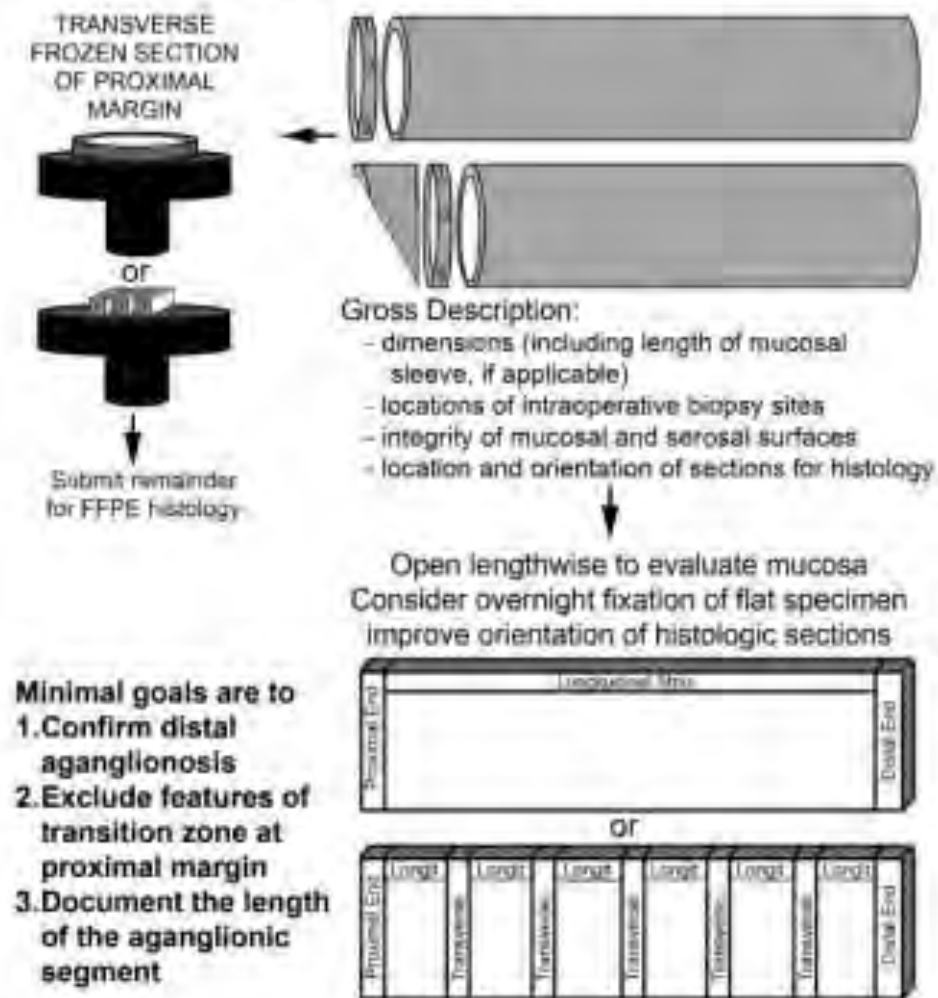 TRANSVERSE
FROZEN SECTION
OF PROXIMAL
MARGIN
or
Submit remainder
for FFPE histology
Gross Description:
- dimensions (including length of mucosal
sleeve, if applicable)
- locations of intraoperative biopsy sites
- integrity of mucosal and serosal surfaces
- location and orientation of sections for histology
Open lengthwise to evaluate mucosa
Consider overnight fixation of flat specimen
improve orientation of histologic sections
Minimal goals are to
1.Confirm distal
aganglionosis
2.Exclude features of
transition zone at
proximal margin
3.Document the length
of the aganglionic
segment
Proximal End
Longitudinal Strip
Distal End
or
Proximal End
Longit
Transverse
Longit
Transverse
Longit
Transverse
Longit
Transverse
Longit
Transverse
Longit
Distal End